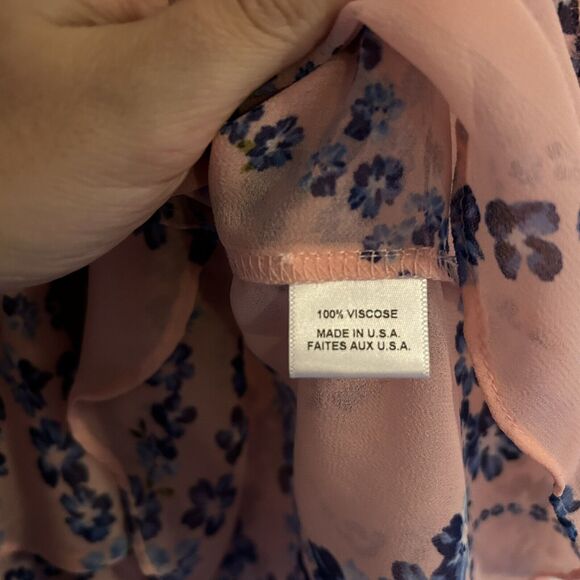 100% VISCOSE
MADE IN U.S.A.
FAITES AUX U.S.A.